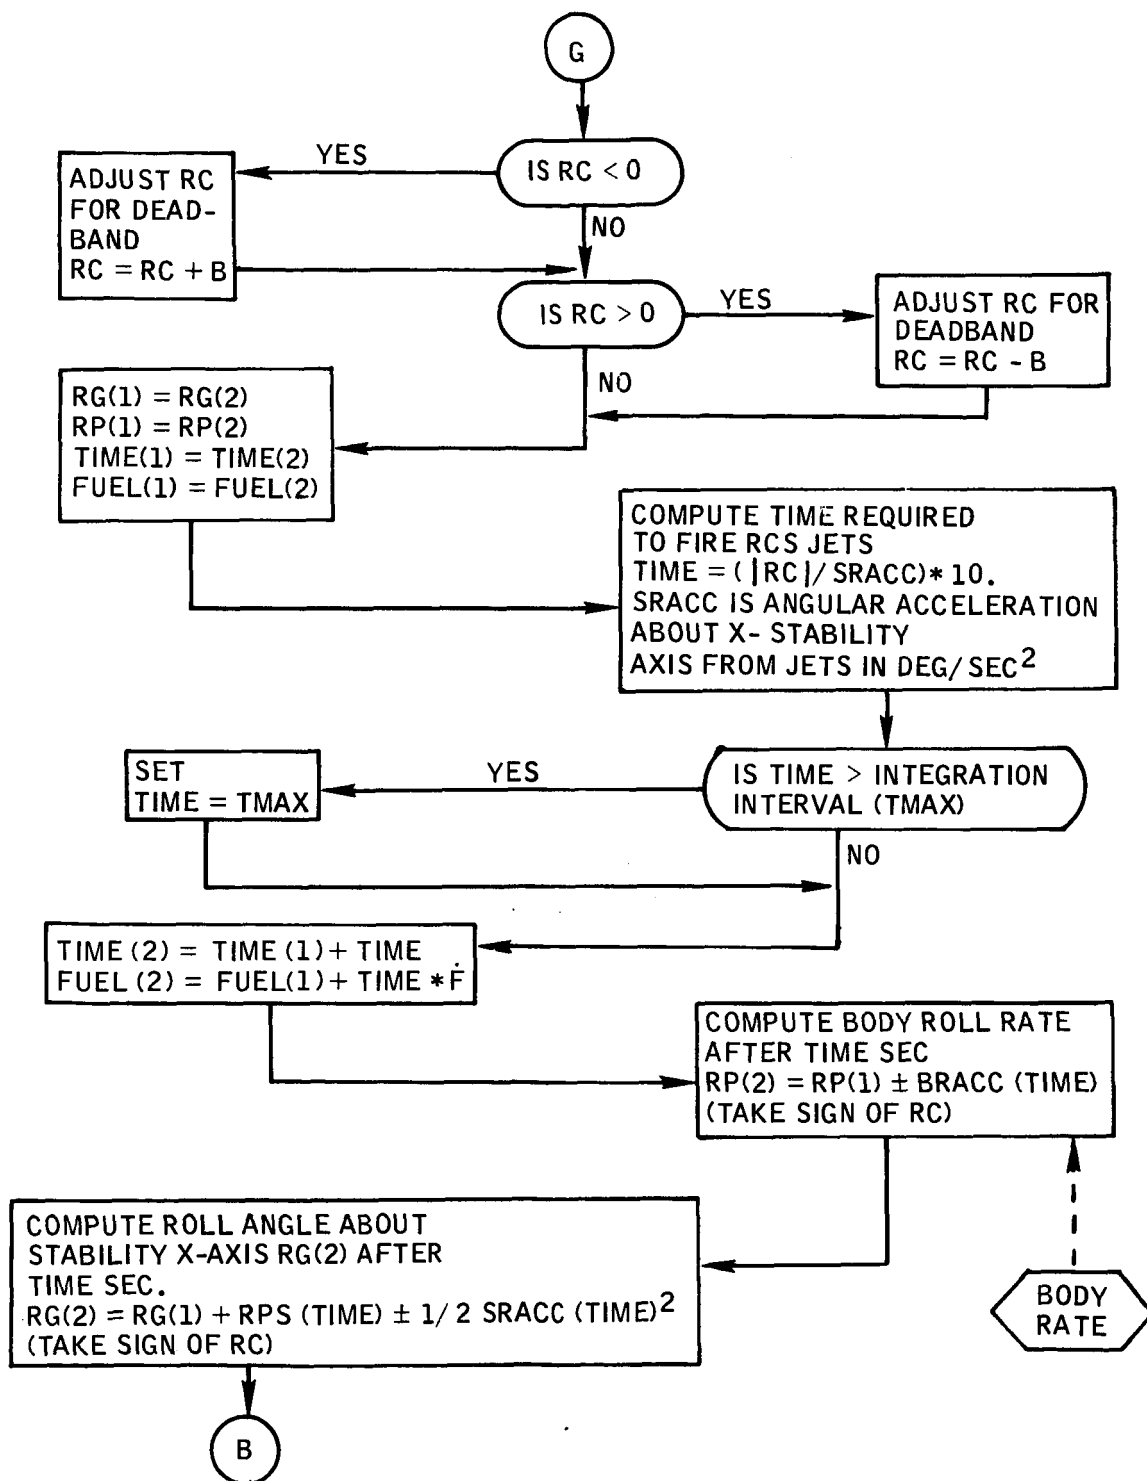 G
IS RC < 0
YES
NO
ADJUST RC
FOR DEAD-
BAND
RC = RC + B
IS RC > 0
YES
NO
ADJUST RC FOR
DEADBAND
RC = RC - B
RG(1) = RG(2)
RP(1) = RP(2)
TIME(1) = TIME(2)
FUEL(1) = FUEL(2)
COMPUTE TIME REQUIRED
TO FIRE RCS JETS
TIME = (|RC|/SRACC)* 10.
SRACC IS ANGULAR ACCELERATION
ABOUT X- STABILITY
AXIS FROM JETS IN DEG/SEC²
IS TIME > INTEGRATION
INTERVAL (TMAX)
YES
NO
SET
TIME = TMAX
TIME (2) = TIME (1) + TIME
FUEL (2) = FUEL(1) + TIME * Ḟ
COMPUTE BODY ROLL RATE
AFTER TIME SEC
RP(2) = RP(1) ± BRACC (TIME)
(TAKE SIGN OF RC)
BODY
RATE
COMPUTE ROLL ANGLE ABOUT
STABILITY X-AXIS RG(2) AFTER
TIME SEC.
RG(2) = RG(1) + RPS (TIME) ± 1/2 SRACC (TIME)²
(TAKE SIGN OF RC)
B